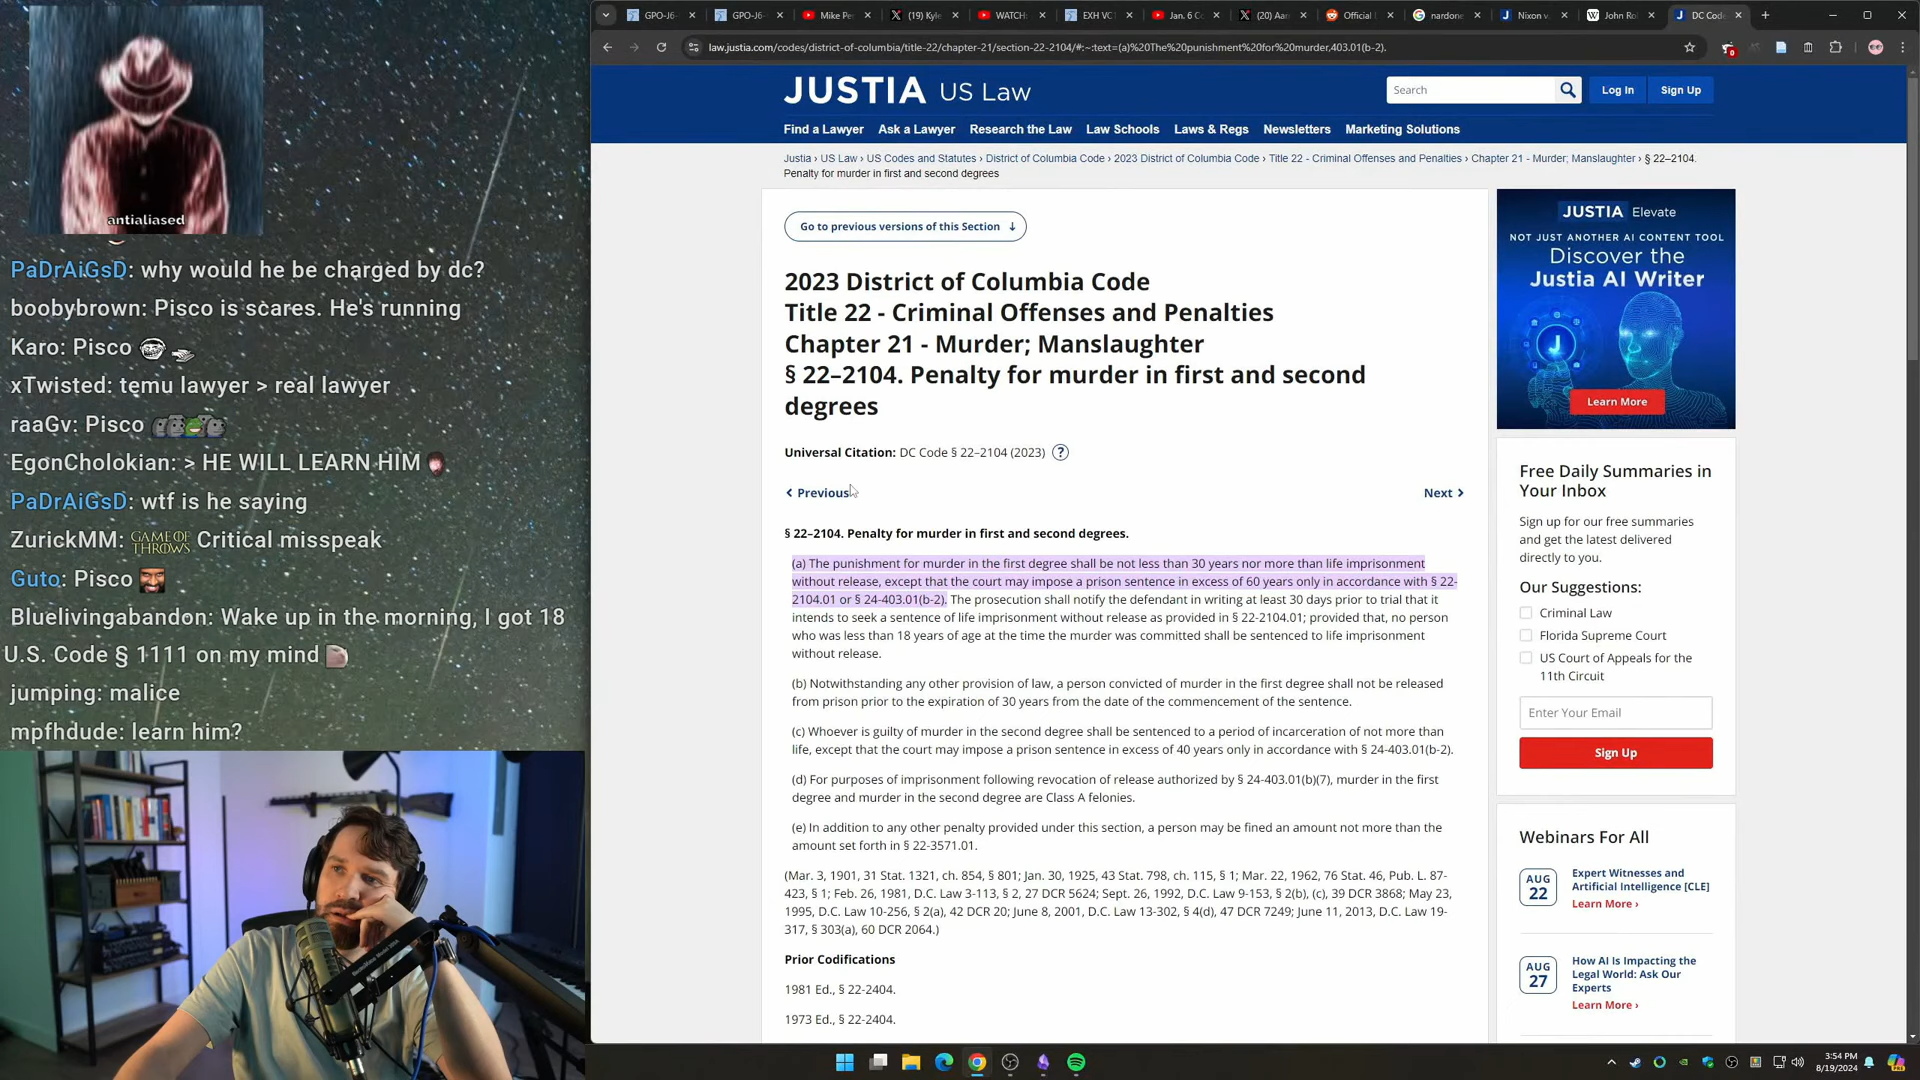 antialiased
PaDrAiGsD: why would he be charged by dc?
boobybrown: Pisco is scares. He's running
Karo: Pisco
xTwisted: temu lawyer > real lawyer
raaGv: Pisco
EgonCholokian: > HE WILL LEARN HIM
PaDrAiGsD: wtf is he saying
ZurickMM: GAME OF THRONES Critical misspeak
Guto: Pisco
Bluelivingabandon: Wake up in the morning, I got 18
U.S. Code § 1111 on my mind
jumping: malice
mpfhdude: learn him?
GPO-J6-
GPO-J6-
Mike Pe
(19) Kyle
WATCH:
EXH VC
Jan. 6 C
(20) Aar
Official
nardone
Nixon v.
John Ro
DC Code
law.justia.com/codes/district-of-columbia/title-22/chapter-21/section-22-2104/#:~:text=(a)%20The%20punishment%20for%20murder,403.01(b-2).
JUSTIA US Law
Search
Log In
Sign Up
Find a Lawyer Ask a Lawyer Research the Law Law Schools Laws & Regs Newsletters Marketing Solutions
Justia › US Law › US Codes and Statutes › District of Columbia Code › 2023 District of Columbia Code › Title 22 - Criminal Offenses and Penalties › Chapter 21 - Murder; Manslaughter › § 22–2104.
Penalty for murder in first and second degrees
Go to previous versions of this Section ↓
2023 District of Columbia Code
Title 22 - Criminal Offenses and Penalties
Chapter 21 - Murder; Manslaughter
§ 22–2104. Penalty for murder in first and second
degrees
Universal Citation: DC Code § 22–2104 (2023) ?
Previous
Next
§ 22–2104. Penalty for murder in first and second degrees.
(a) The punishment for murder in the first degree shall be not less than 30 years nor more than life imprisonment
without release, except that the court may impose a prison sentence in excess of 60 years only in accordance with § 22-
2104.01 or § 24-403.01(b-2). The prosecution shall notify the defendant in writing at least 30 days prior to trial that it
intends to seek a sentence of life imprisonment without release as provided in § 22-2104.01; provided that, no person
who was less than 18 years of age at the time the murder was committed shall be sentenced to life imprisonment
without release.
(b) Notwithstanding any other provision of law, a person convicted of murder in the first degree shall not be released
from prison prior to the expiration of 30 years from the date of the commencement of the sentence.
(c) Whoever is guilty of murder in the second degree shall be sentenced to a period of incarceration of not more than
life, except that the court may impose a prison sentence in excess of 40 years only in accordance with § 24-403.01(b-2).
(d) For purposes of imprisonment following revocation of release authorized by § 24-403.01(b)(7), murder in the first
degree and murder in the second degree are Class A felonies.
(e) In addition to any other penalty provided under this section, a person may be fined an amount not more than the
amount set forth in § 22-3571.01.
(Mar. 3, 1901, 31 Stat. 1321, ch. 854, § 801; Jan. 30, 1925, 43 Stat. 798, ch. 115, § 1; Mar. 22, 1962, 76 Stat. 46, Pub. L. 87-
423, § 1; Feb. 26, 1981, D.C. Law 3-113, § 2, 27 DCR 5624; Sept. 26, 1992, D.C. Law 9-153, § 2(b), (c), 39 DCR 3868; May 23,
1995, D.C. Law 10-256, § 2(a), 42 DCR 20; June 8, 2001, D.C. Law 13-302, § 4(d), 47 DCR 7249; June 11, 2013, D.C. Law 19-
317, § 303(a), 60 DCR 2064.)
Prior Codifications
1981 Ed., § 22-2404.
1973 Ed., § 22-2404.
JUSTIA Elevate
NOT JUST ANOTHER AI CONTENT TOOL
Discover the
Justia AI Writer
Learn More
Free Daily Summaries in
Your Inbox
Sign up for our free summaries
and get the latest delivered
directly to you.
Our Suggestions:
Criminal Law
Florida Supreme Court
US Court of Appeals for the
11th Circuit
Enter Your Email
Sign Up
Webinars For All
AUG
22
Expert Witnesses and
Artificial Intelligence [CLE]
Learn More ›
AUG
27
How AI Is Impacting the
Legal World: Ask Our
Experts
Learn More ›
3:54 PM
8/19/2024